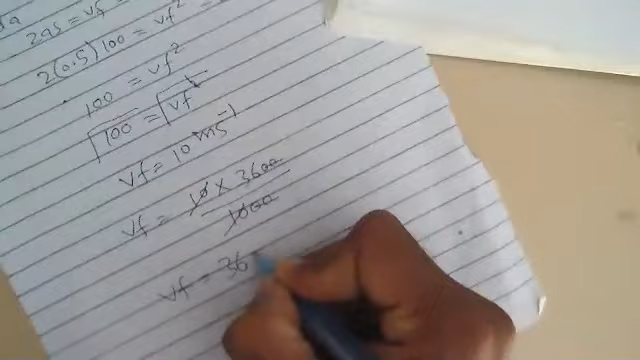 2as = vf
2(0.5)100 = vf²
100 = vf²
√100 = √vf²
vf = 10 ms⁻¹
vf = 10 × 3600
1000
vf = 36